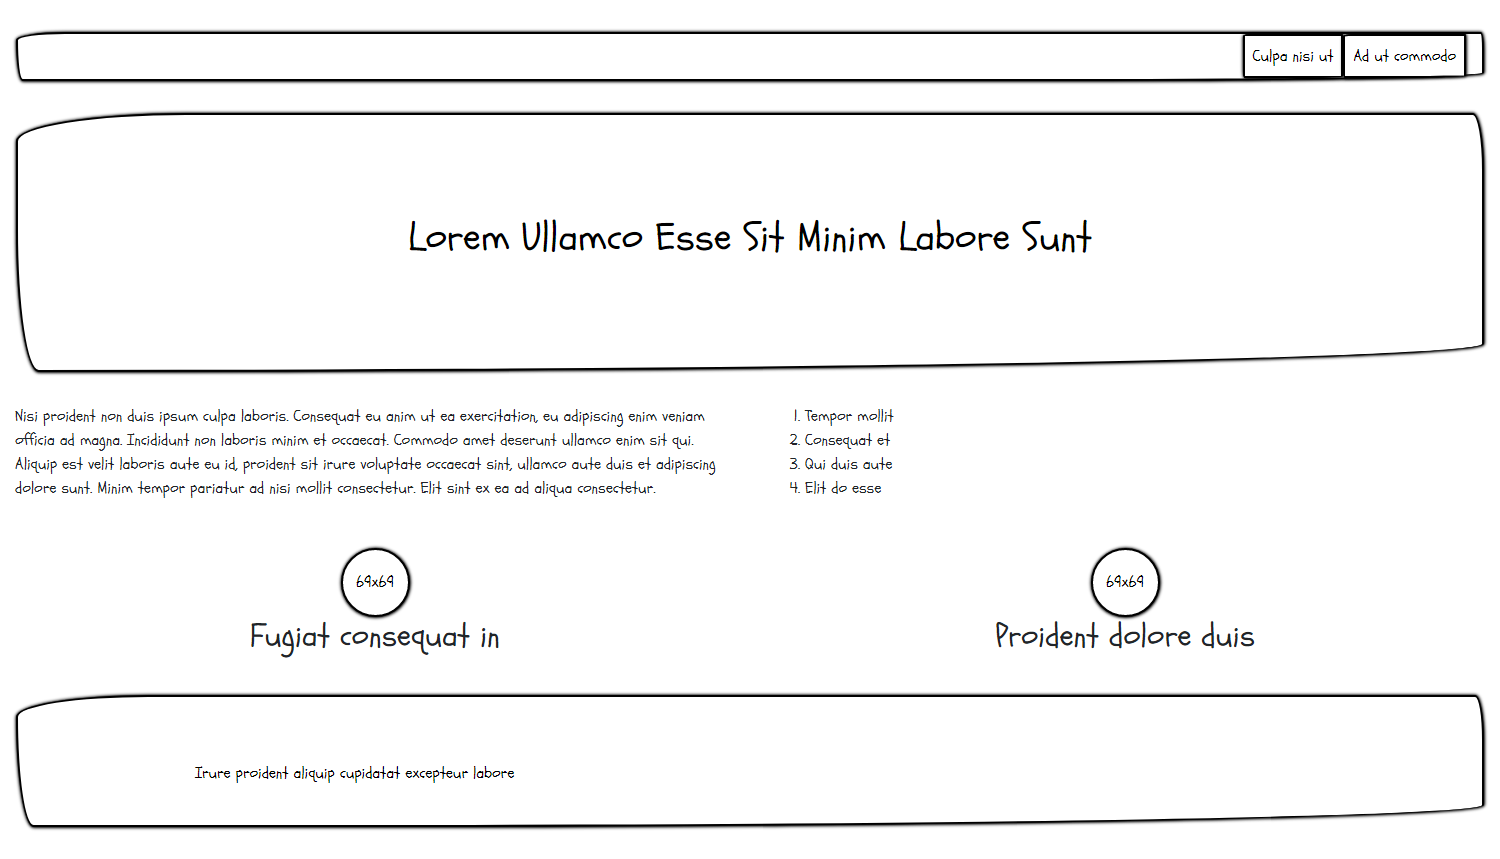 Culpa nisi ut Ad ut commodo
Lorem Ullamco Esse Sit Minim Labore Sunt
Nisi proident non duis ipsum culpa laboris. Consequat eu anim ut ea exercitation, eu adipiscing enim veniam
officia ad magna. Incididunt non laboris minim et occaecat. Commodo amet deserunt ullamco enim sit qui.
Aliquip est velit laboris aute eu id, proident sit irure voluptate occaecat sint, ullamco aute duis et adipiscing
dolore sunt. Minim tempor pariatur ad nisi mollit consectetur. Elit sint ex ea ad aliqua consectetur.
1. Tempor mollit
2. Consequat et
3. Qui duis aute
4. Elit do esse
69x69
Fugiat consequat in
69x69
Proident dolore duis
Irure proident aliquip cupidatat excepteur labore